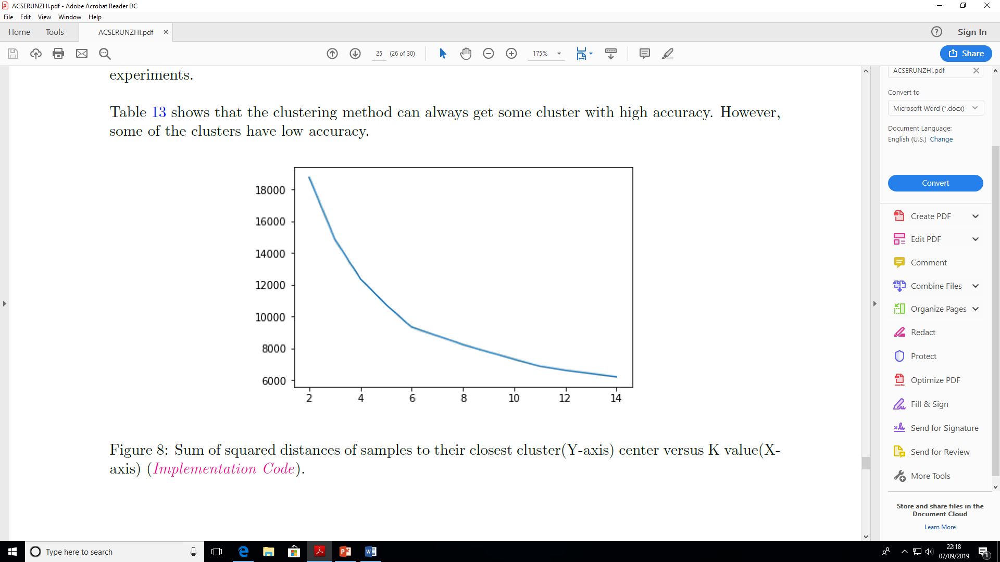 ACSERUNZHI.pdf - Adobe Acrobat Reader DC
File Edit View Window Help
Home Tools ACSERUNZHI.pdf Sign In
25 (26 of 30) 175% Share
experiments.
Table 13 shows that the clustering method can always get some cluster with high accuracy. However,
some of the clusters have low accuracy.
18000
16000
14000
12000
10000
8000
6000
2 4 6 8 10 12 14
Figure 8: Sum of squared distances of samples to their closest cluster(Y-axis) center versus K value(X-
axis) (Implementation Code).
ACSERUNZHI.pdf
Convert to
Microsoft Word (*.docx)
Document Language:
English (U.S.) Change
Convert
Create PDF
Edit PDF
Comment
Combine Files
Organize Pages
Redact
Protect
Optimize PDF
Fill & Sign
Send for Signature
Send for Review
More Tools
Store and share files in the
Document Cloud
Learn More
Type here to search
22:18
07/09/2019
1